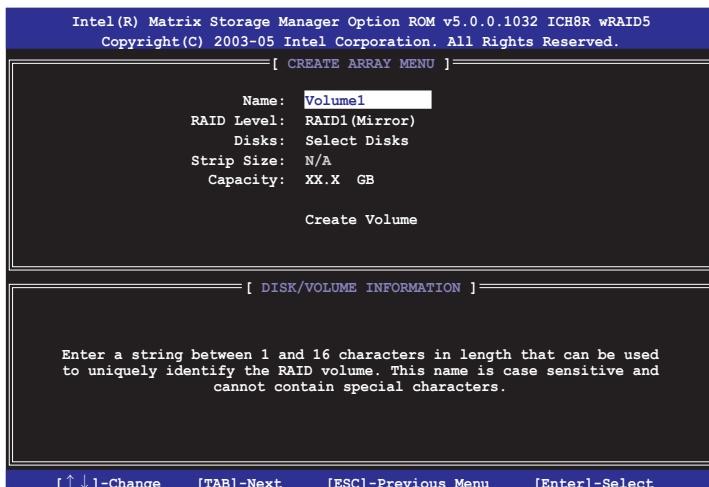 Intel(R) Matrix Storage Manager Option ROM v5.0.0.1032 ICH8R wRAID5
Copyright(C) 2003-05 Intel Corporation. All Rights Reserved.
[ CREATE ARRAY MENU ]
Name: Volume1
RAID Level: RAID1(Mirror)
Disks: Select Disks
Strip Size: N/A
Capacity: XX.X GB
Create Volume
[ DISK/VOLUME INFORMATION ]
Enter a string between 1 and 16 characters in length that can be used
to uniquely identify the RAID volume. This name is case sensitive and
cannot contain special characters.
[↑↓]-Change [TAB]-Next [ESC]-Previous Menu [Enter]-Select